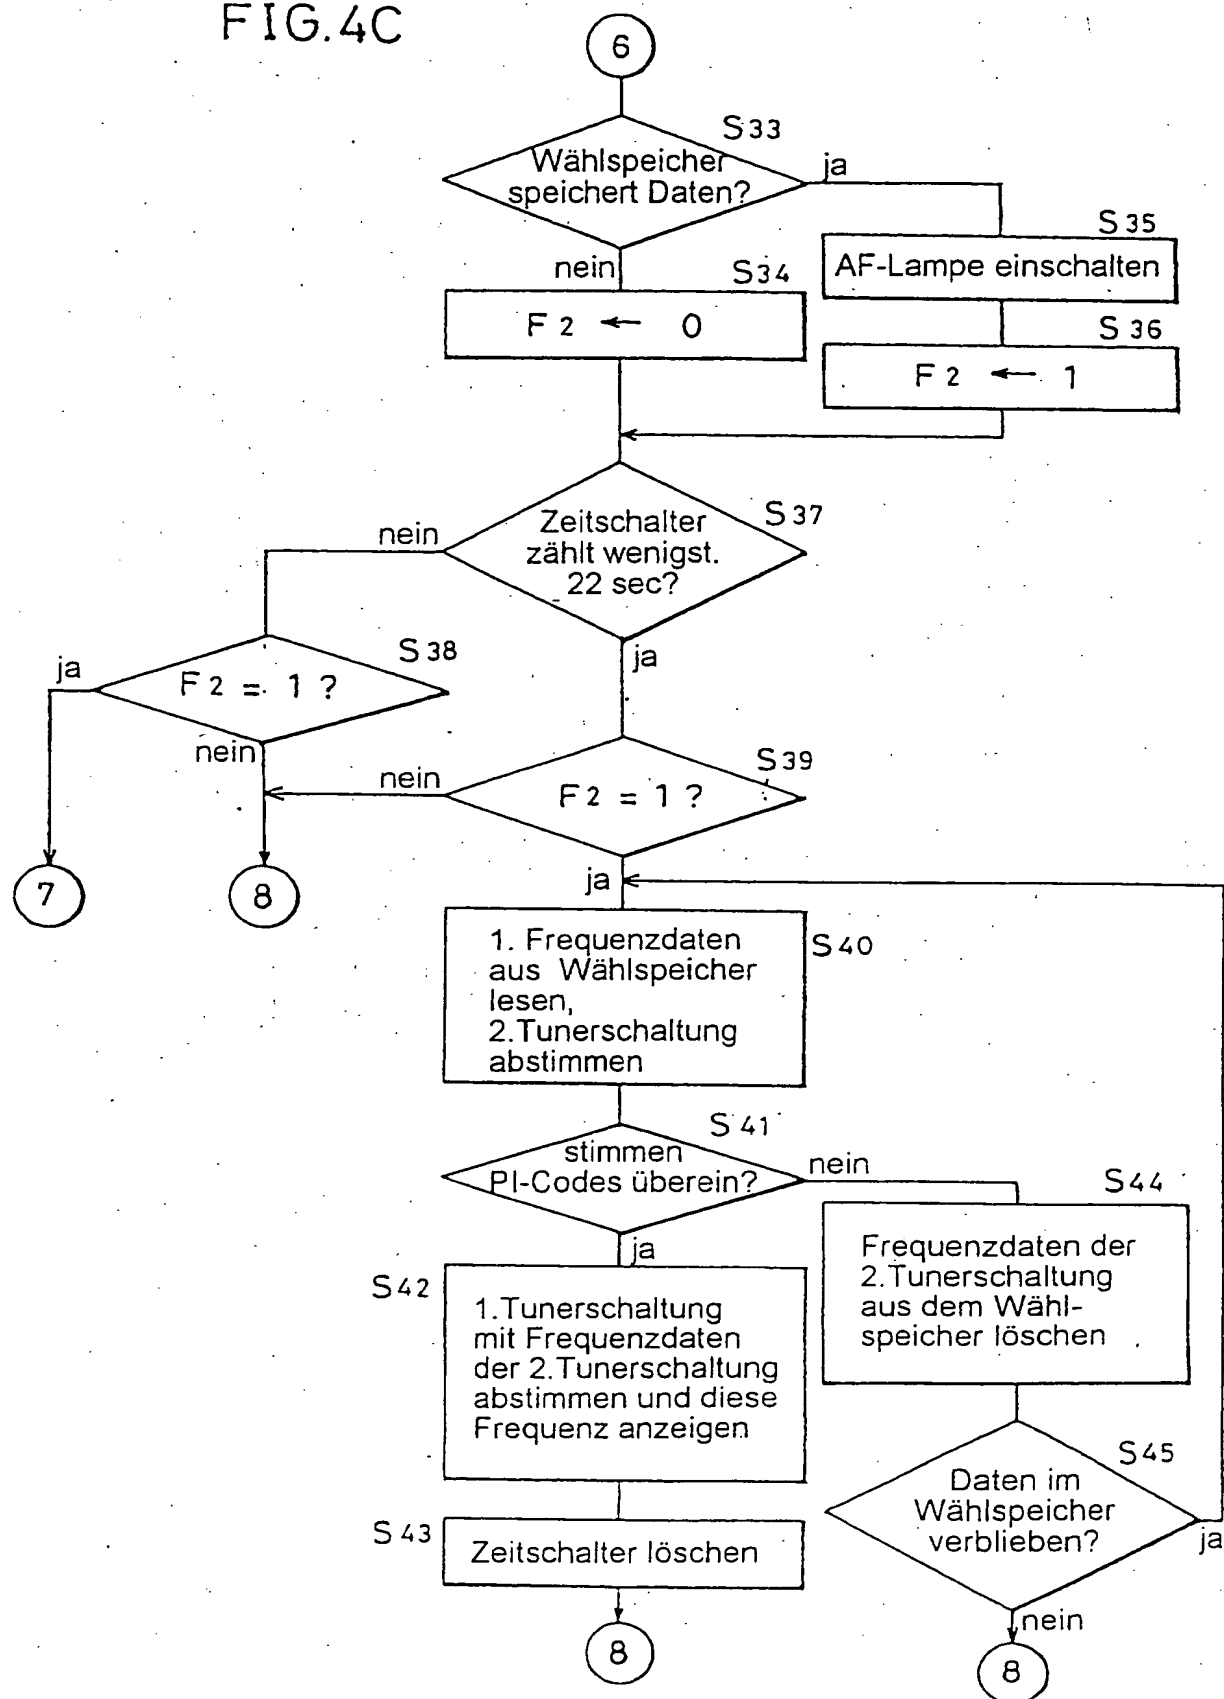 FIG.4C
6
S33
Wählspeicher
speichert Daten?
ja
nein
S34
F2 ← 0
S35
AF-Lampe einschalten
S36
F2 ← 1
S37
Zeitschalter
zählt wenigst.
22 sec?
nein
ja
S38
F2 = 1 ?
ja
nein
S39
F2 = 1 ?
nein
ja
7
8
S40
1. Frequenzdaten
aus Wählspeicher
lesen,
2.Tunerschaltung
abstimmen
S41
stimmen
PI-Codes überein?
nein
ja
S42
1.Tunerschaltung
mit Frequenzdaten
der 2.Tunerschaltung
abstimmen und diese
Frequenz anzeigen
S43
Zeitschalter löschen
8
S44
Frequenzdaten der
2.Tunerschaltung
aus dem Wähl-
speicher löschen
S45
Daten im
Wählspeicher
verblieben?
ja
nein
8